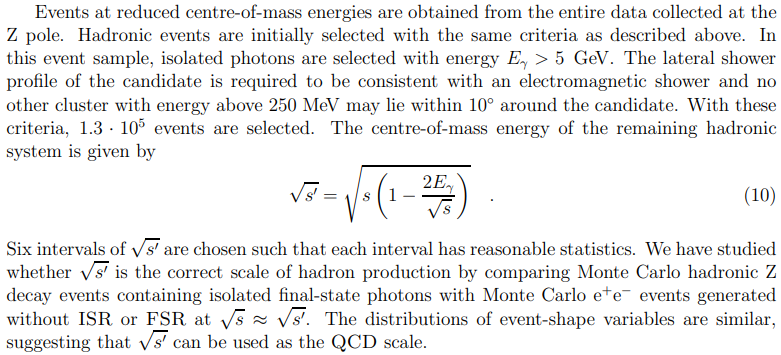 Events at reduced centre-of-mass energies are obtained from the entire data collected at the
Z pole. Hadronic events are initially selected with the same criteria as described above. In
this event sample, isolated photons are selected with energy E_γ > 5 GeV. The lateral shower
profile of the candidate is required to be consistent with an electromagnetic shower and no
other cluster with energy above 250 MeV may lie within 10° around the candidate. With these
criteria, 1.3 · 10⁵ events are selected. The centre-of-mass energy of the remaining hadronic
system is given by
√s′ = √(s (1 − 2E_γ/√s)) . (10)
Six intervals of √s′ are chosen such that each interval has reasonable statistics. We have studied
whether √s′ is the correct scale of hadron production by comparing Monte Carlo hadronic Z
decay events containing isolated final-state photons with Monte Carlo e⁺e⁻ events generated
without ISR or FSR at √s ≈ √s′. The distributions of event-shape variables are similar,
suggesting that √s′ can be used as the QCD scale.